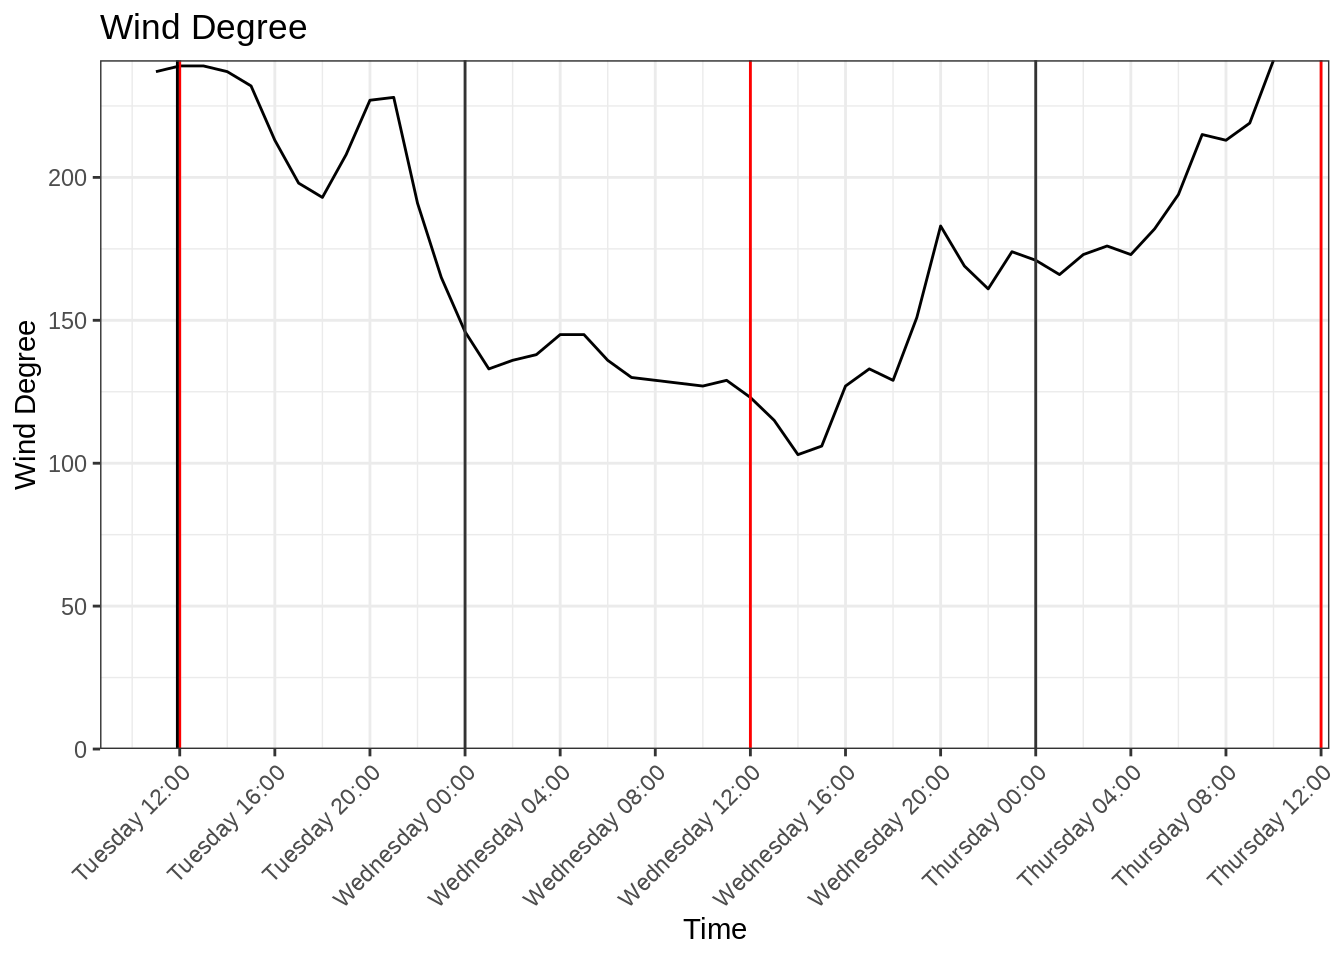 Wind Degree
Wind Degree
200
150
100
50
0
Tuesday 12:00
Tuesday 16:00
Tuesday 20:00
Wednesday 00:00
Wednesday 04:00
Wednesday 08:00
Wednesday 12:00
Wednesday 16:00
Wednesday 20:00
Thursday 00:00
Thursday 04:00
Thursday 08:00
Thursday 12:00
Time